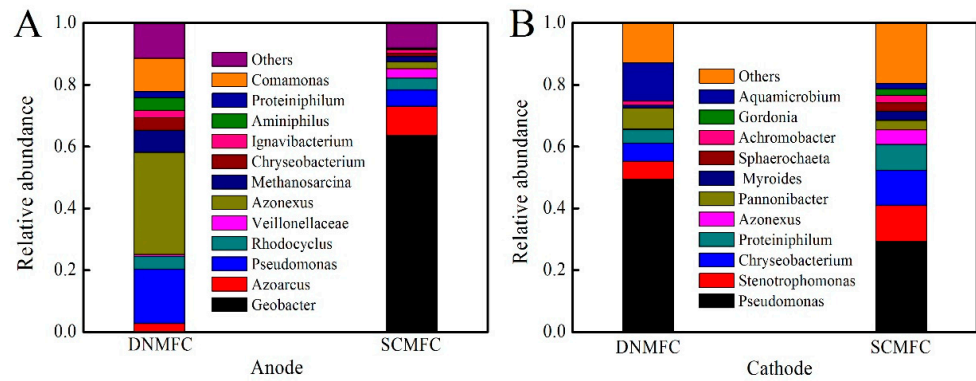 A
Relative abundance
1.0
0.8
0.6
0.4
0.2
0.0
Others
Comamonas
Proteiniphilum
Aminiphilus
Ignavibacterium
Chryseobacterium
Methanosarcina
Azonexus
Veillonellaceae
Rhodocyclus
Pseudomonas
Azoarcus
Geobacter
DNMFC
SCMFC
Anode
B
Relative abundance
1.0
0.8
0.6
0.4
0.2
0.0
Others
Aquamicrobium
Gordonia
Achromobacter
Sphaerochaeta
Myroides
Pannonibacter
Azonexus
Proteiniphilum
Chryseobacterium
Stenotrophomonas
Pseudomonas
DNMFC
SCMFC
Cathode